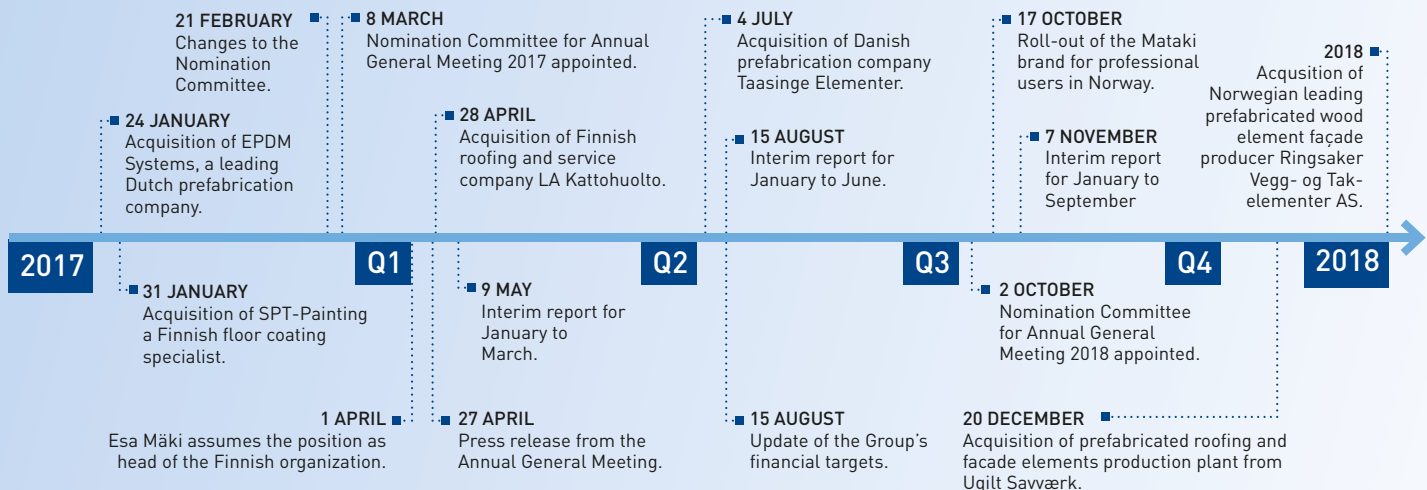 21 FEBRUARY
Changes to the
Nomination
Committee.
8 MARCH
Nomination Committee for Annual
General Meeting 2017 appointed.
4 JULY
Acquisition of Danish
prefabrication company
Taasinge Elementer.
17 OCTOBER
Roll-out of the Mataki
brand for professional
users in Norway.
2018
Acqusition of
Norwegian leading
prefabricated wood
element façade
producer Ringsaker
Vegg- og Tak-
elementer AS.
24 JANUARY
Acquisition of EPDM
Systems, a leading
Dutch prefabrication
company.
28 APRIL
Acquisition of Finnish
roofing and service
company LA Kattohuolto.
15 AUGUST
Interim report for
January to June.
7 NOVEMBER
Interim report
for January to
September
2017
Q1
Q2
Q3
Q4
2018
31 JANUARY
Acquisition of SPT-Painting
a Finnish floor coating
specialist.
9 MAY
Interim report for
January to
March.
2 OCTOBER
Nomination Committee
for Annual General
Meeting 2018 appointed.
1 APRIL
Esa Mäki assumes the position as
head of the Finnish organization.
27 APRIL
Press release from the
Annual General Meeting.
15 AUGUST
Update of the Group's
financial targets.
20 DECEMBER
Acquisition of prefabricated roofing and
facade elements production plant from
Ugilt Savværk.